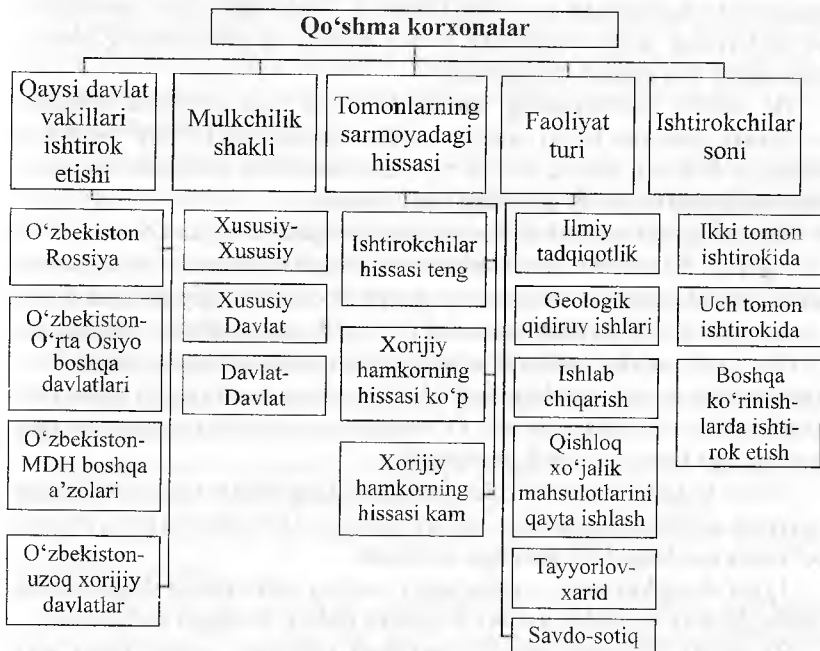 Qo‘shma korxonalar
Qaysi davlat
vakillari
ishtirok
etishi
O‘zbekiston
Rossiya
O‘zbekiston-
O‘rta Osiyo
boshqa
davlatlari
O‘zbekiston-
MDH boshqa
a’zolari
O‘zbekiston-
uzoq xorijiy
davlatlar
Mulkchilik
shakli
Xususiy-
Xususiy
Xususiy
Davlat
Davlat-
Davlat
Tomonlarning
sarmoyadagi
hissasi
Ishtirokchilar
hissasi teng
Xorijiy
hamkorning
hissasi ko‘p
Xorijiy
hamkorning
hissasi kam
Faoliyat
turi
Ilmiy
tadqiqotlik
Geologik
qidiruv ishlari
Ishlab
chiqarish
Qishloq
xo‘jalik
mahsulotlarini
qayta ishlash
Tayyorlov-
xarid
Savdo-sotiq
Ishtirokchilar
soni
Ikki tomon
ishtirokida
Uch tomon
ishtirokida
Boshqa
ko‘rinish-
larda ishti-
rok etish